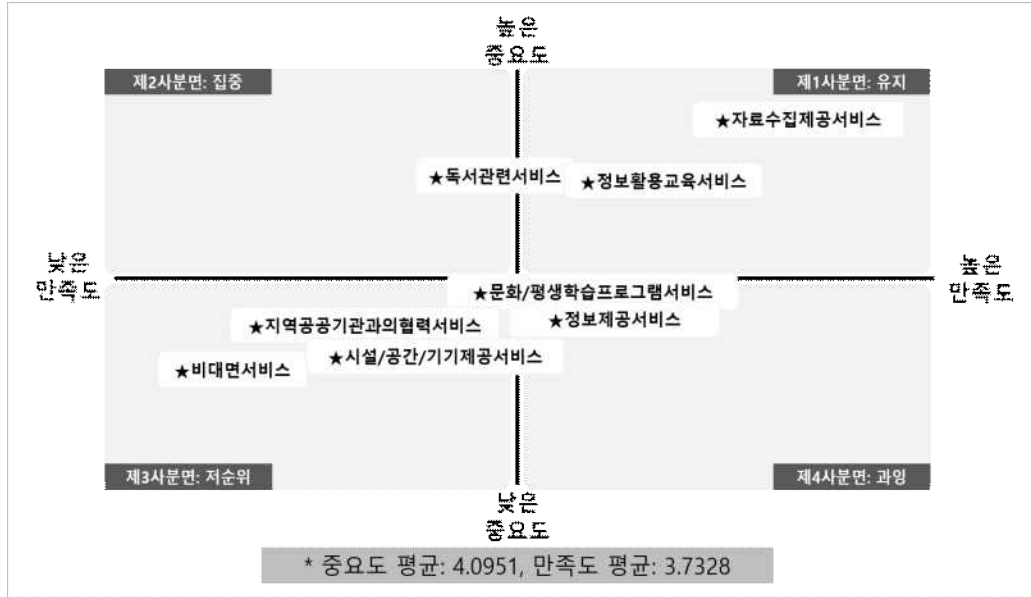 높은
중요도
제2사분면: 집중
제1사분면: 유지
★자료수집제공서비스
★독서관련서비스
★정보활용교육서비스
낮은
만족도
높은
만족도
★문화/평생학습프로그램서비스
★정보제공서비스
★지역공공기관과의협력서비스
★시설/공간/기기제공서비스
★비대면서비스
제3사분면: 저순위
제4사분면: 과잉
낮은
중요도
* 중요도 평균: 4.0951, 만족도 평균: 3.7328